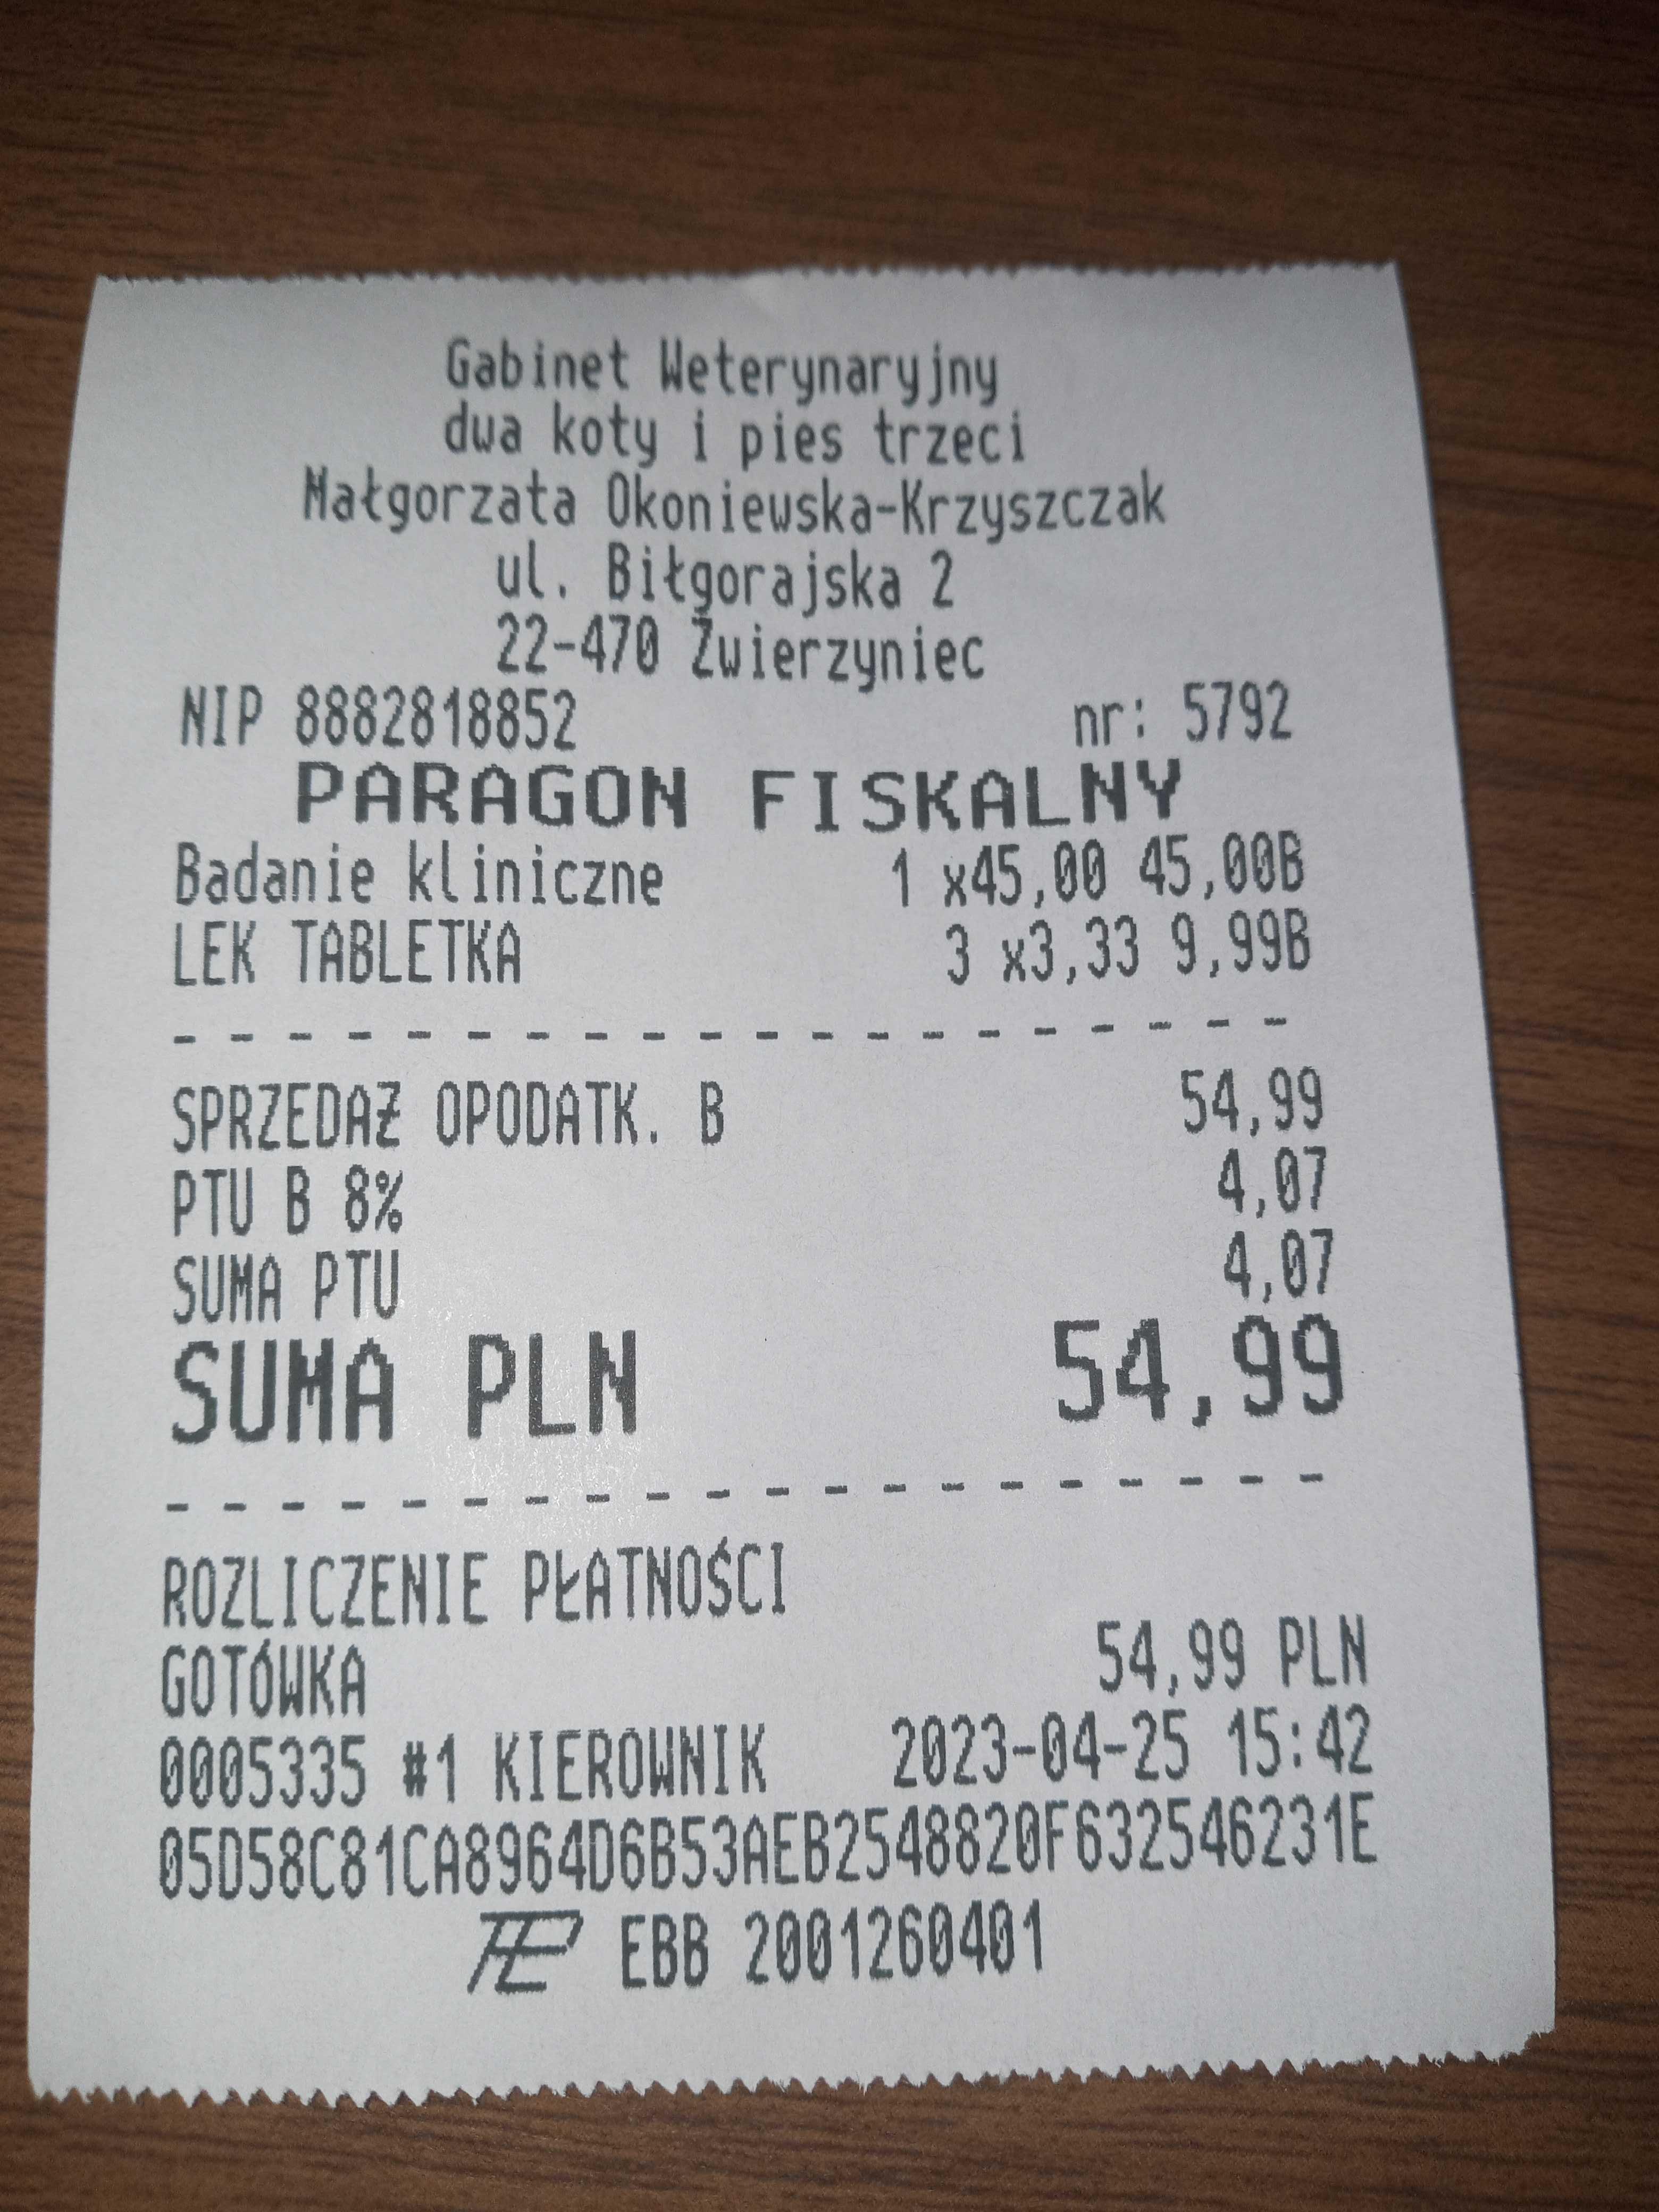 Gabinet Weterynaryjny
dwa koty i pies trzeci
Małgorzata Okoniewska-Krzyszczak
ul. Biłgorajska 2
22-470 Zwierzyniec
NIP 8882818852 nr: 5792
PARAGON FISKALNY
Badanie kliniczne 1 x45,00 45,00B
LEK TABLETKA 3 x3,33 9,99B
- - - - - - - - - - - - - - - - - - - -
SPRZEDAŻ OPODATK. B 54,99
PTU B 8% 4,07
SUMA PTU 4,07
SUMA PLN 54,99
- - - - - - - - - - - - - - - - - - - -
ROZLICZENIE PŁATNOŚCI
GOTÓWKA 54,99 PLN
0005335 #1 KIEROWNIK 2023-04-25 15:42
05D58C81CA8964D6B53AEB2548820F632546231E
EBB 2001260401